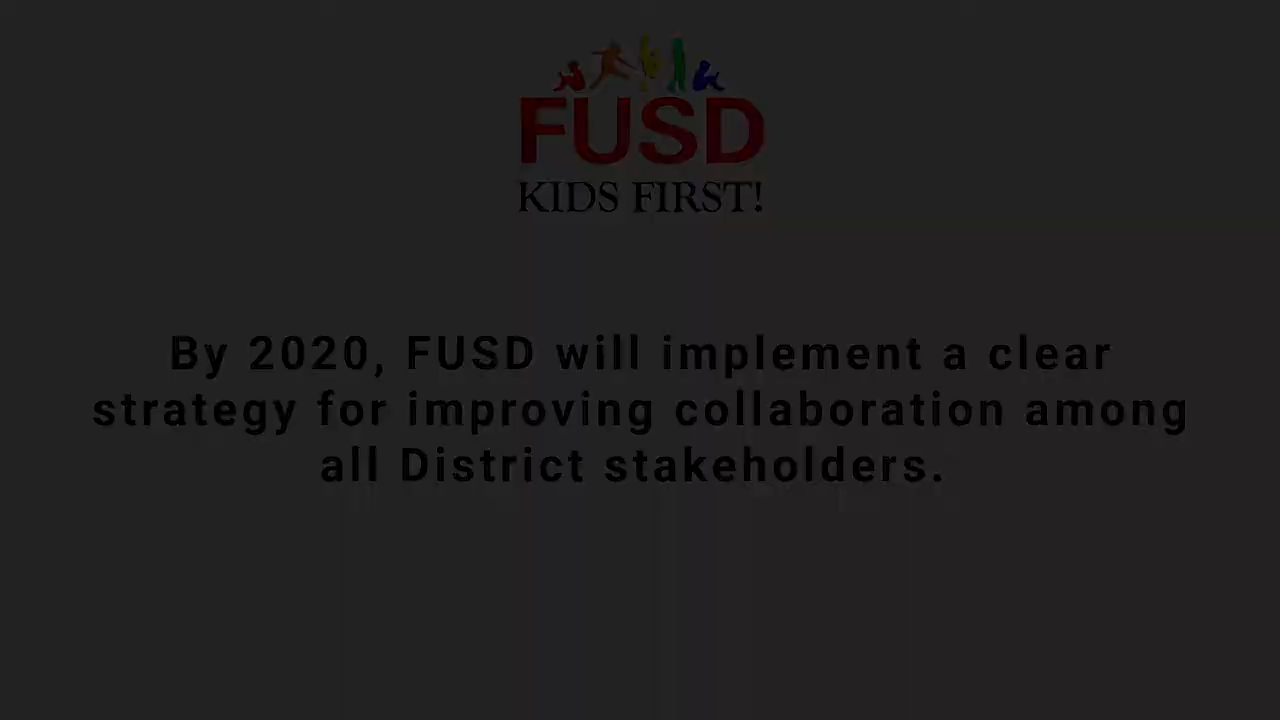 FUSD
KIDS FIRST!
By 2020, FUSD will implement a clear
strategy for improving collaboration among
all District stakeholders.